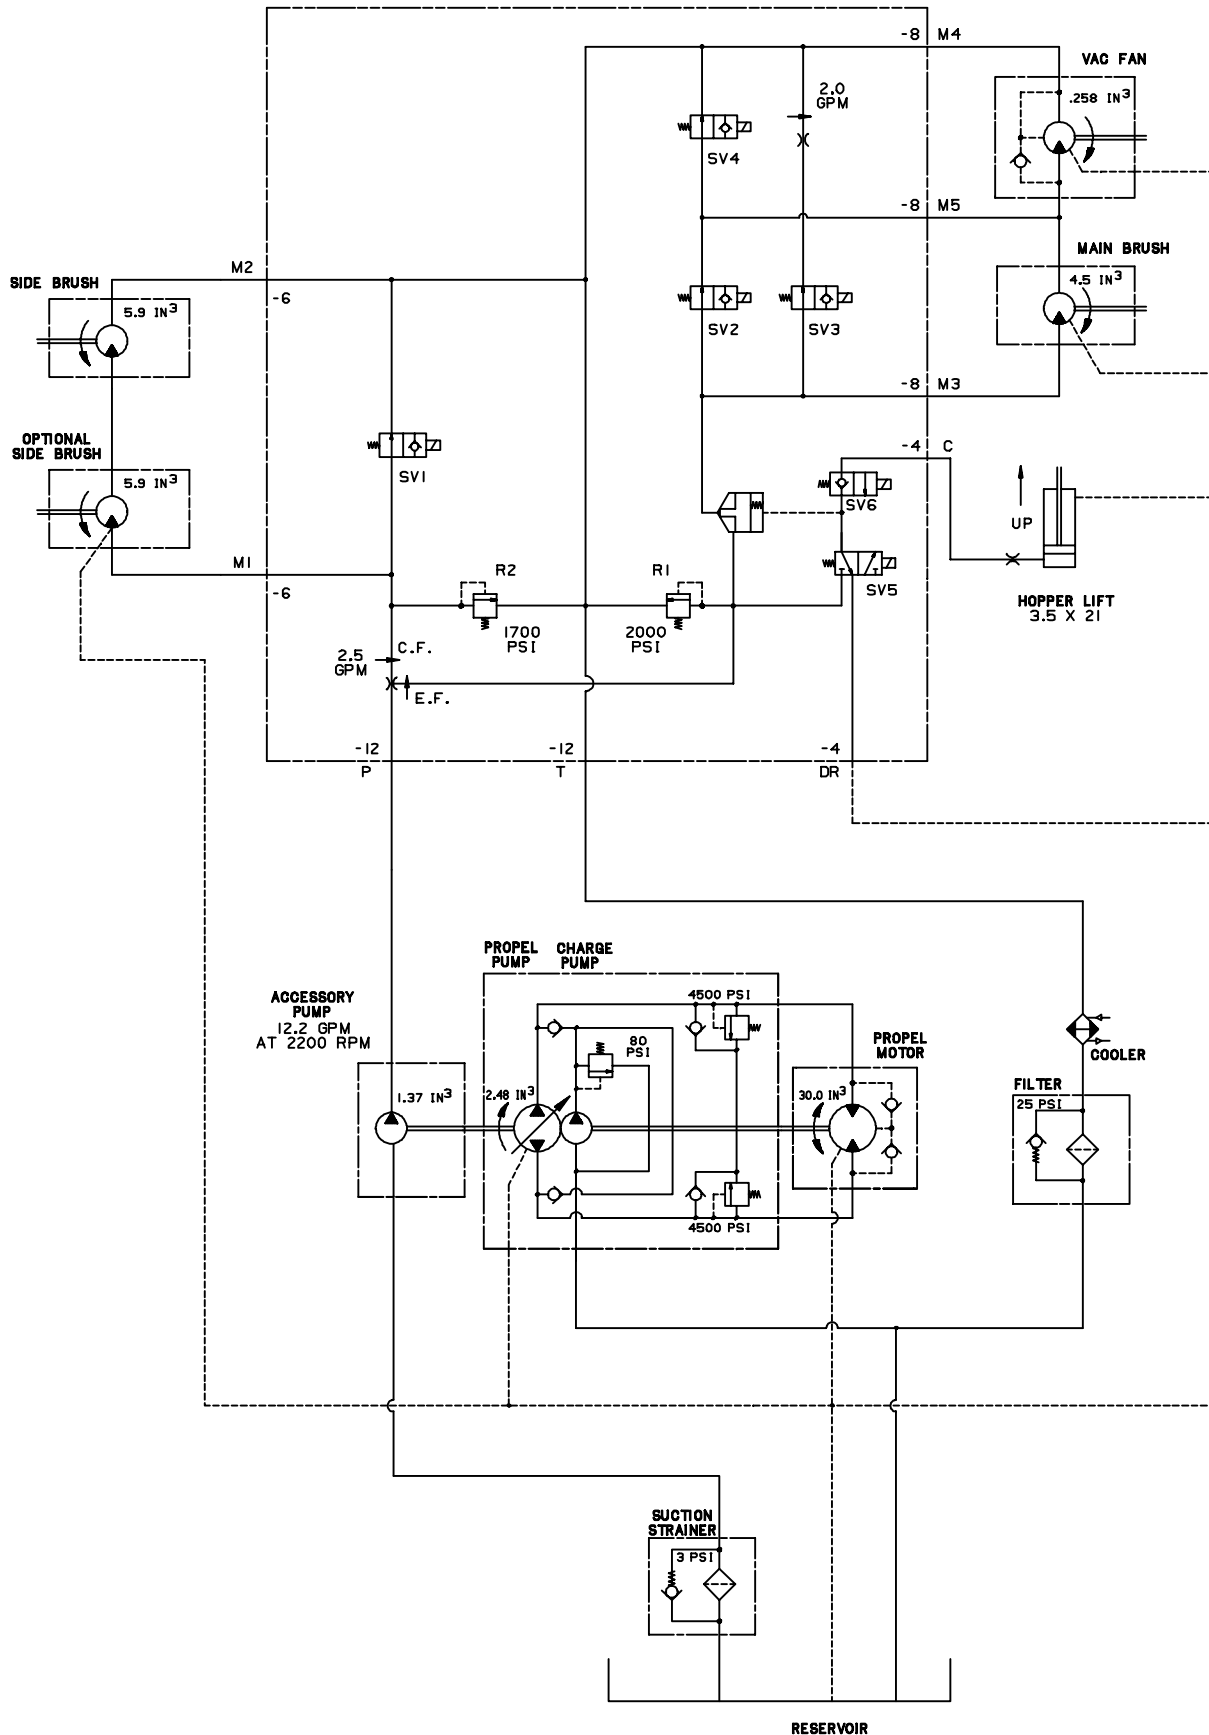 -8 M4
VAC FAN
.258 IN3
2.0
GPM
SV4
-8 M5
MAIN BRUSH
4.5 IN3
M2
-6
SIDE BRUSH
5.9 IN3
SV2
SV3
-8 M3
OPTIONAL
SIDE BRUSH
5.9 IN3
SV1
-4 C
SV6
UP
M1
-6
R2
R1
SV5
HOPPER LIFT
3.5 X 21
1700
PSI
2000
PSI
2.5
GPM
C.F.
E.F.
-12
P
-12
T
-4
DR
PROPEL
PUMP
CHARGE
PUMP
ACCESSORY
PUMP
12.2 GPM
AT 2200 RPM
4500 PSI
80
PSI
PROPEL
MOTOR
COOLER
FILTER
25 PSI
1.37 IN3
2.48 IN3
30.0 IN3
4500 PSI
SUCTION
STRAINER
3 PSI
RESERVOIR